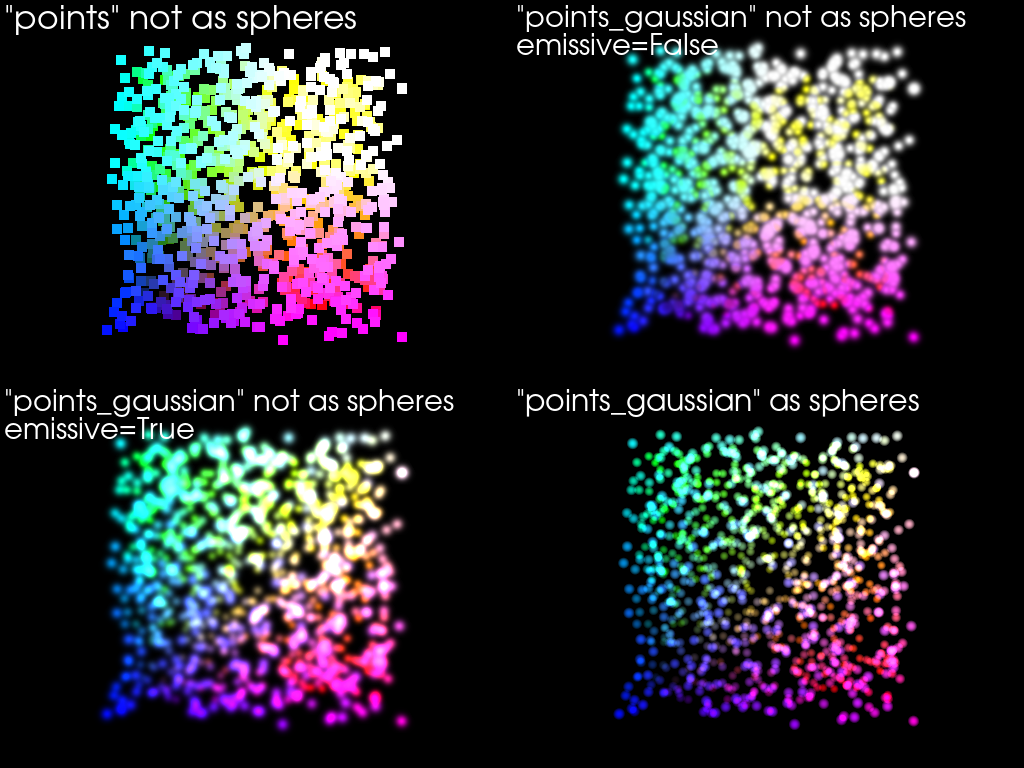 "points" not as spheres
"points_gaussian" not as spheres
emissive=False
"points_gaussian" not as spheres
emissive=True
"points_gaussian" as spheres